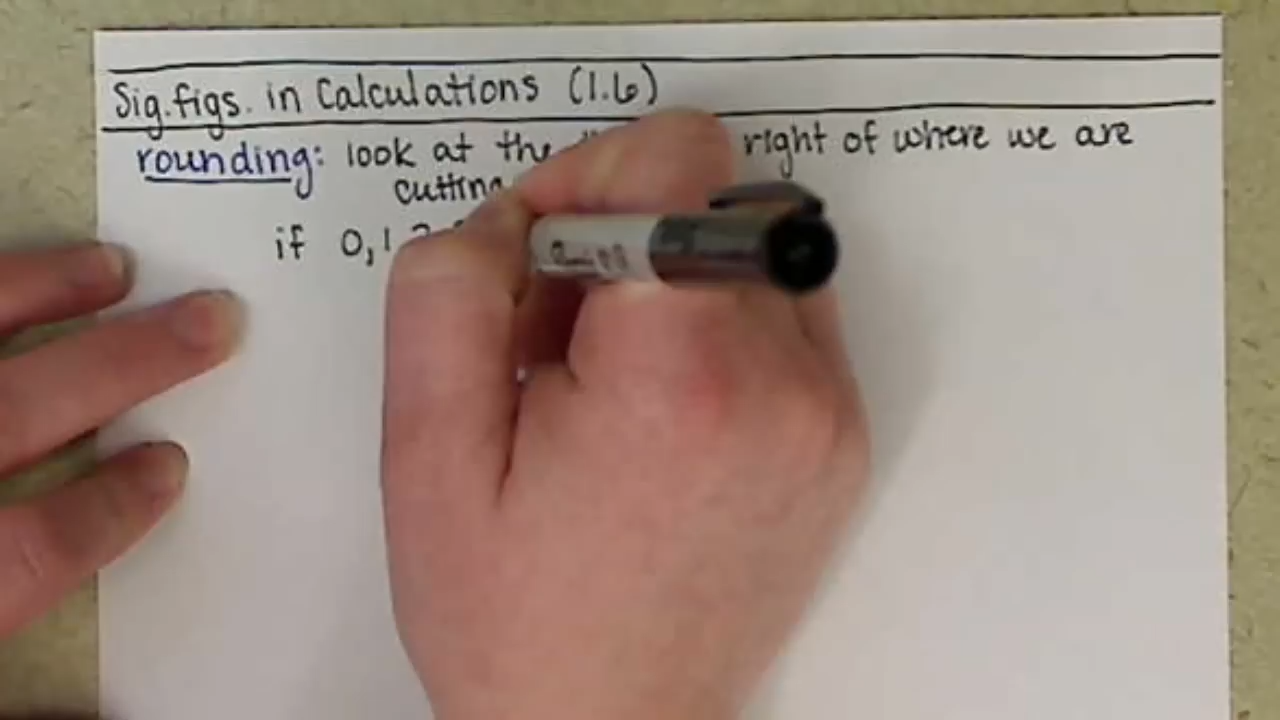 Sig. figs. in Calculations (1.6)
rounding: look at the right of where we are
cutting
if 0, 1